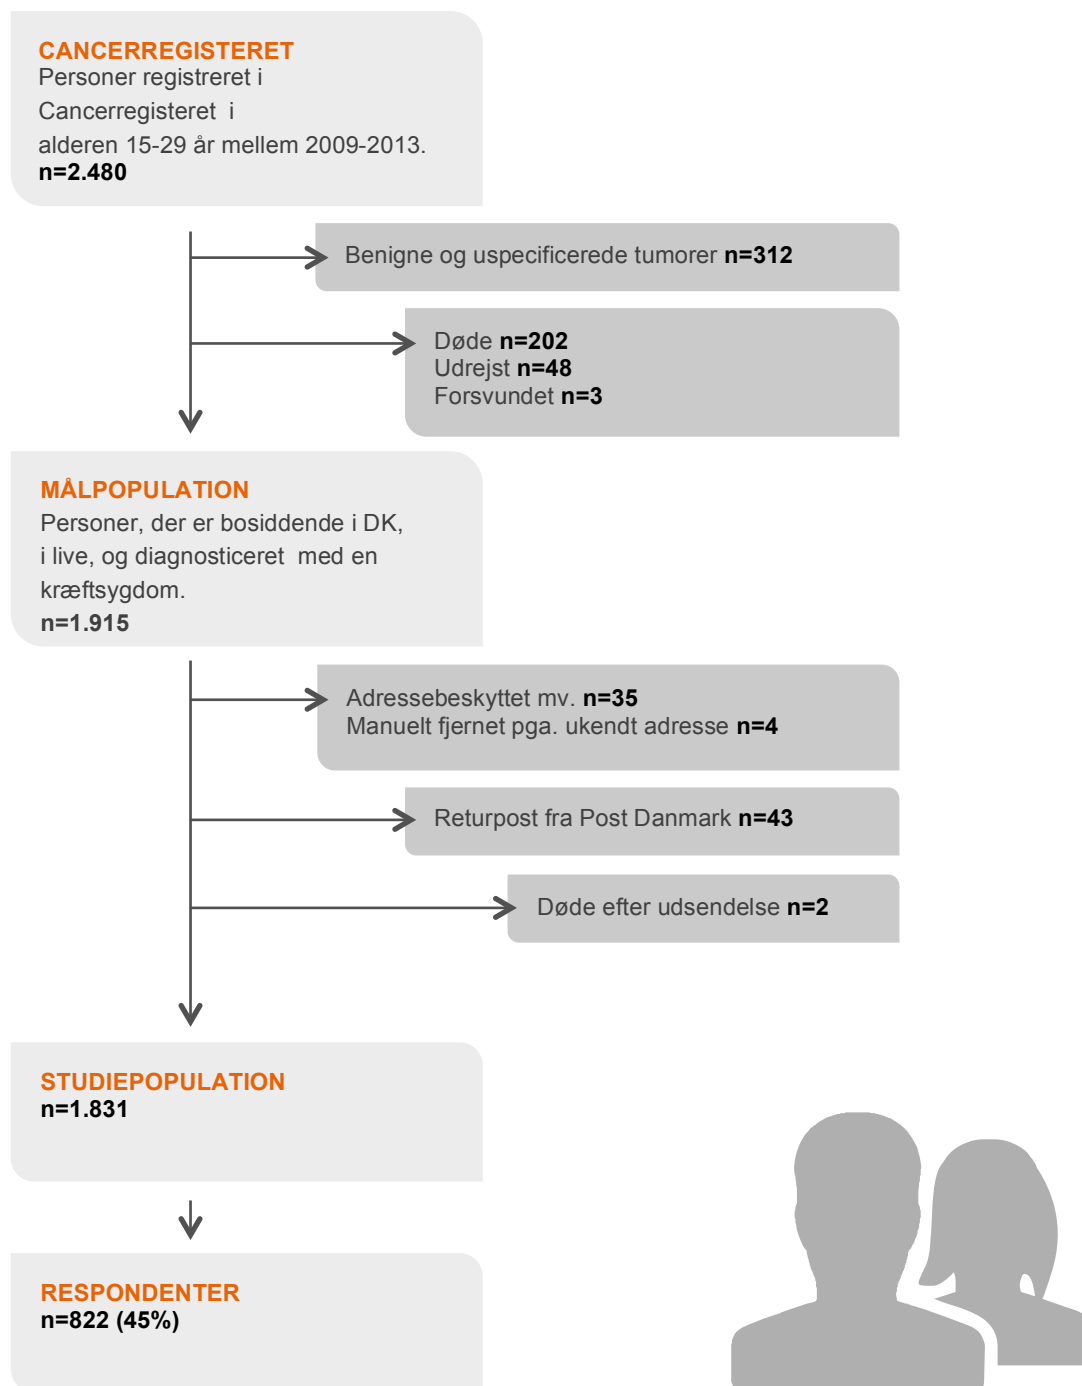 CANCERREGISTERET
Personer registreret i
Cancerregisteret i
alderen 15-29 år mellem 2009-2013.
n=2.480
Benigne og uspecificerede tumorer n=312
Døde n=202
Udrejst n=48
Forsvundet n=3
MÅLPOPULATION
Personer, der er bosiddende i DK,
i live, og diagnosticeret med en
kræftsygdom.
n=1.915
Adressebeskyttet mv. n=35
Manuelt fjernet pga. ukendt adresse n=4
Returpost fra Post Danmark n=43
Døde efter udsendelse n=2
STUDIEPOPULATION
n=1.831
RESPONDENTER
n=822 (45%)